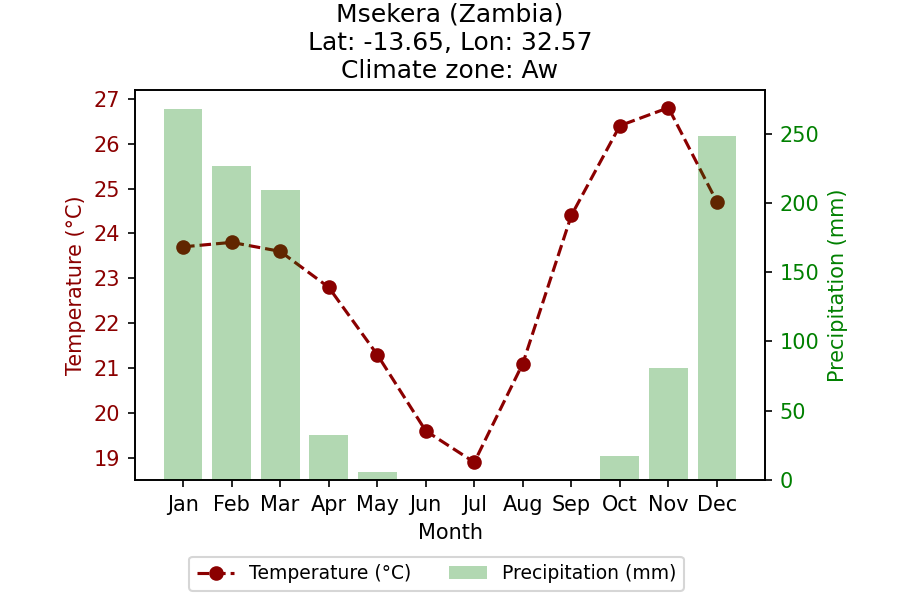 Msekera (Zambia)
Lat: -13.65, Lon: 32.57
Climate zone: Aw
27
26
25
24
23
22
21
20
19
Temperature (°C)
250
200
150
100
50
0
Precipitation (mm)
Jan Feb Mar Apr May Jun Jul Aug Sep Oct Nov Dec
Month
Temperature (°C) Precipitation (mm)